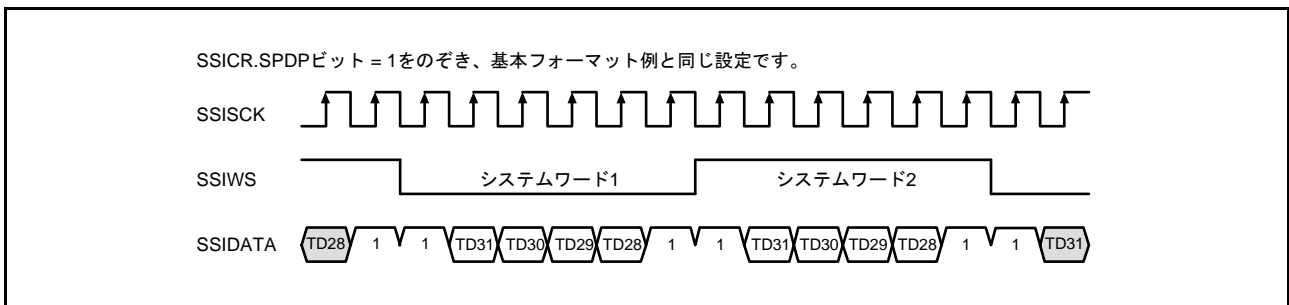 SSICR.SPDPビット = 1をのぞき、基本フォーマット例と同じ設定です。
SSISCK
SSIWS システムワード1 システムワード2
SSIDATA TD28 1 1 TD31 TD30 TD29 TD28 1 1 TD31 TD30 TD29 TD28 1 1 TD31